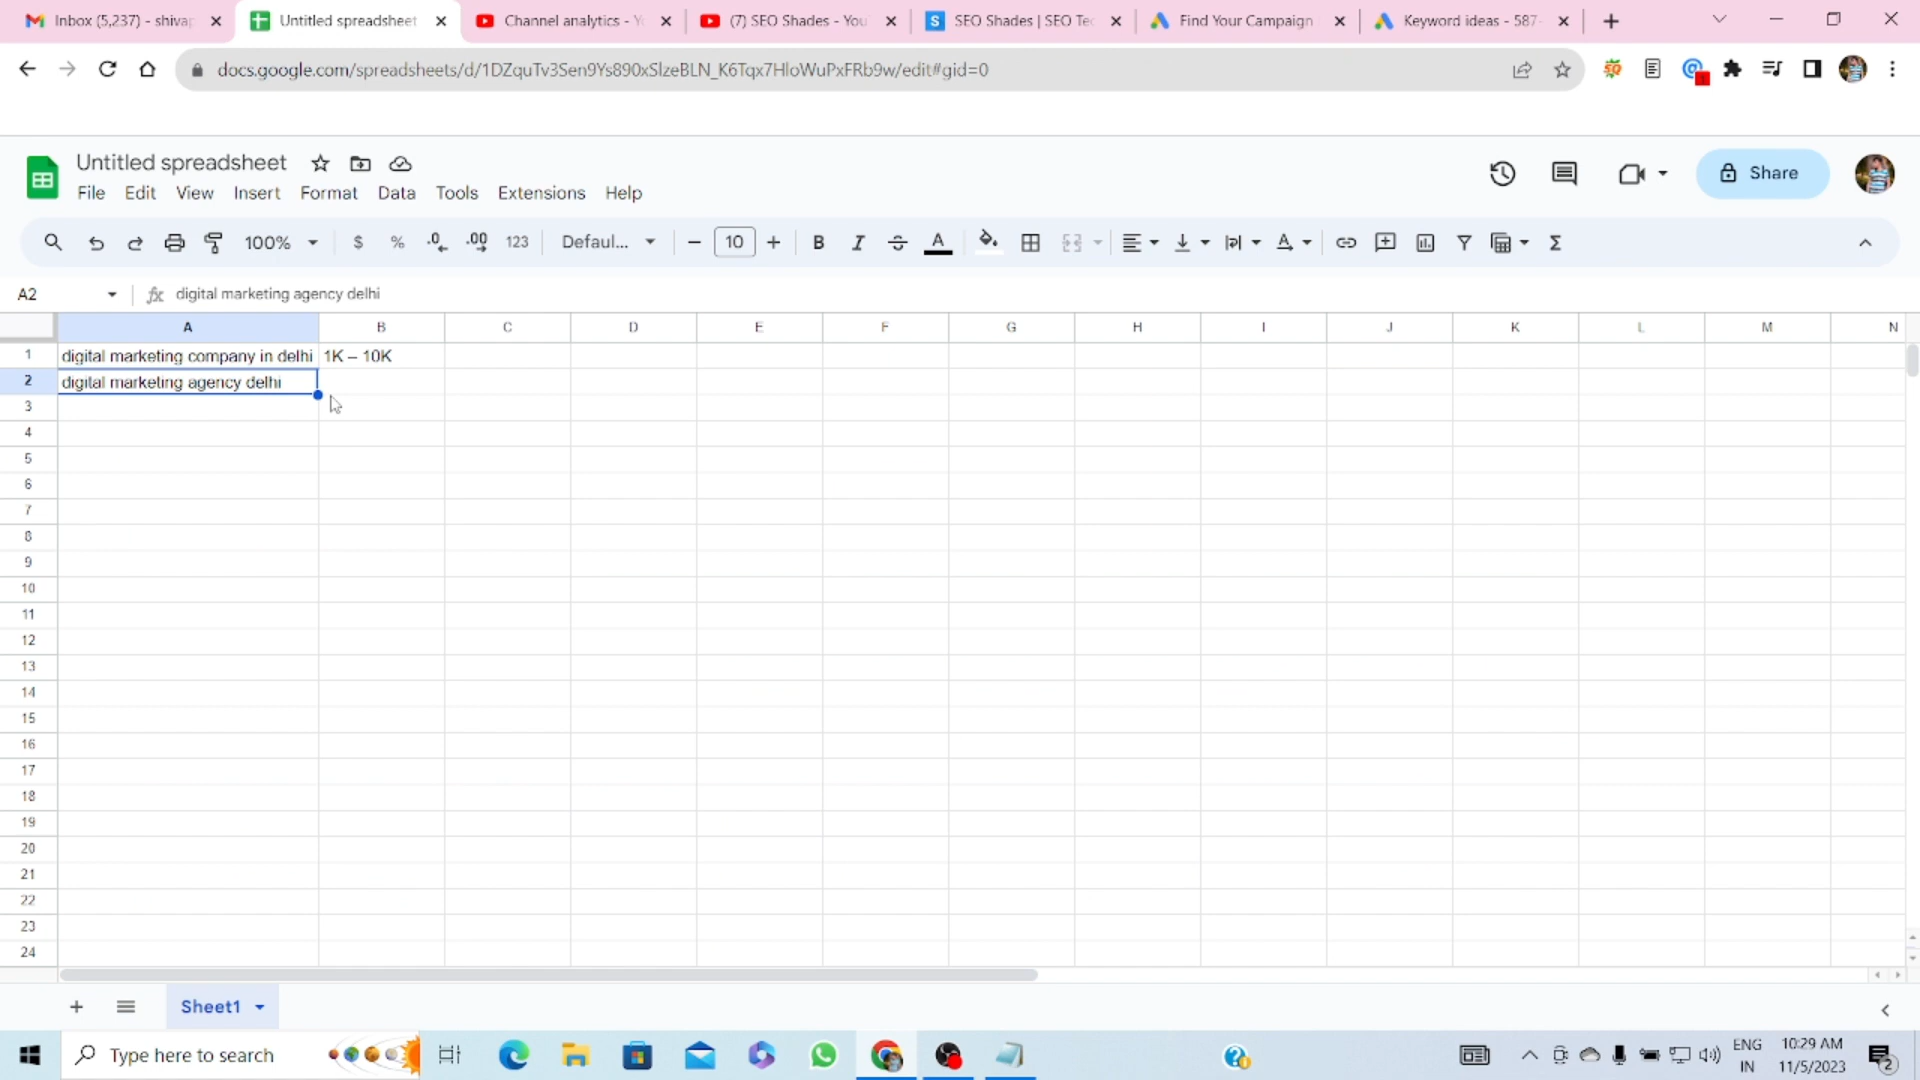 Inbox (5,237) - shivap
Untitled spreadsheet
Channel analytics - Y
(7) SEO Shades - You
SEO Shades | SEO Tec
Find Your Campaign
Keyword ideas - 587-
docs.google.com/spreadsheets/d/1DZquTv3Sen9Ys890xSlzeBLN_K6Tqx7HloWuPxFRb9w/edit#gid=0
Untitled spreadsheet
File Edit View Insert Format Data Tools Extensions Help
Share
100% $ % .0 .00 123 Defaul... − 10 + B I A Σ
A2 fx digital marketing agency delhi
A B C D E F G H I J K L M N
1 digital marketing company in delhi 1K – 10K
2 digital marketing agency delhi
3
4
5
6
7
8
9
10
11
12
13
14
15
16
17
18
19
20
21
22
23
24
Sheet1
Type here to search
ENG
IN
10:29 AM
11/5/2023
2